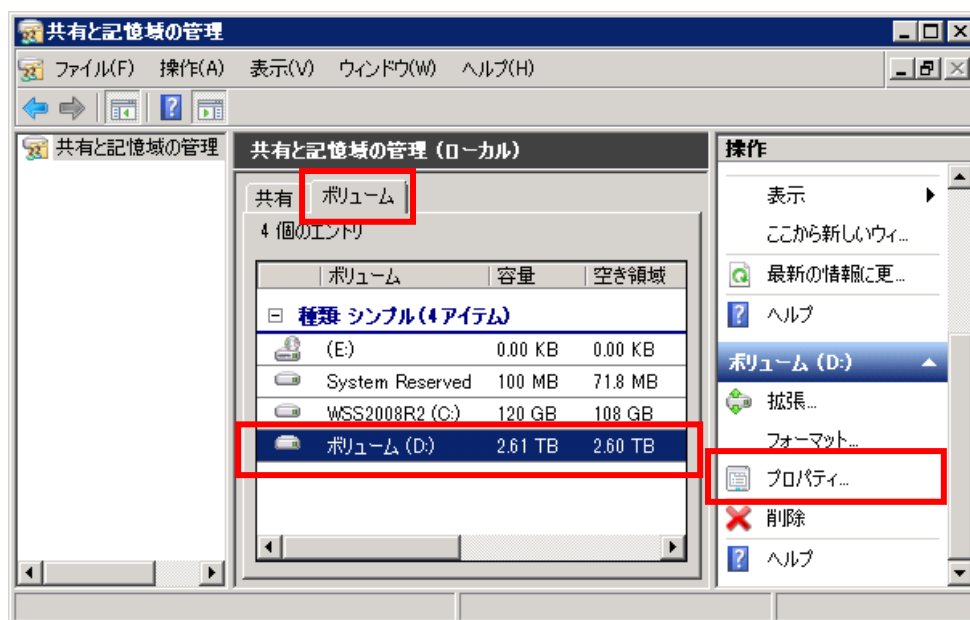 共有と記憶域の管理
ファイル(F) 操作(A) 表示(V) ウィンドウ(W) ヘルプ(H)
共有と記憶域の管理
共有と記憶域の管理 (ローカル)
共有 ボリューム
4 個のエントリ
ボリューム 容量 空き領域
種類: シンプル (4 アイテム)
(E:) 0.00 KB 0.00 KB
System Reserved 100 MB 71.8 MB
WSS2008R2 (C:) 120 GB 108 GB
ボリューム (D:) 2.61 TB 2.60 TB
操作
表示
ここから新しいウィ...
最新の情報に更...
ヘルプ
ボリューム (D:)
拡張...
フォーマット...
プロパティ...
削除
ヘルプ